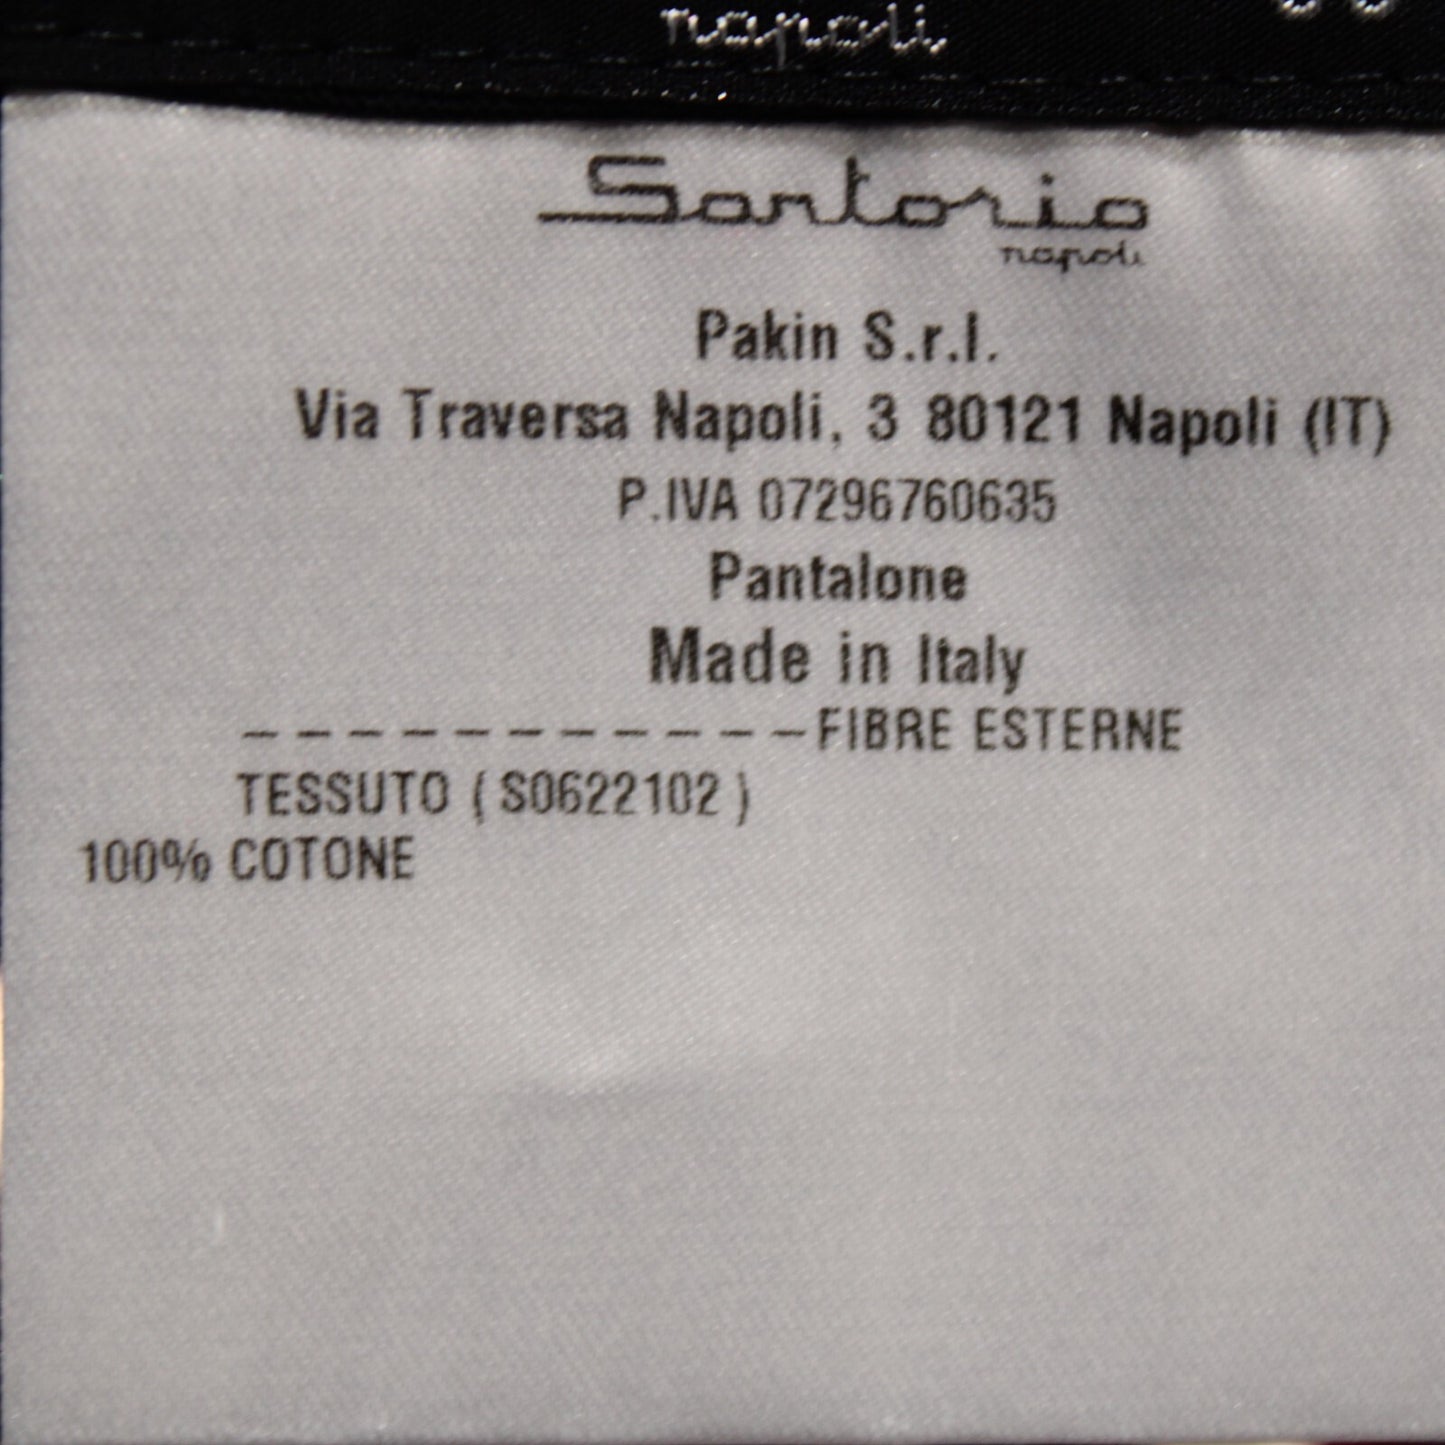 napoli
Sartorio
napoli
Pakin S.r.l.
Via Traversa Napoli, 3 80121 Napoli (IT)
P.IVA 07296760635
Pantalone
Made in Italy
-----------FIBRE ESTERNE
TESSUTO (S0622102)
100% COTONE